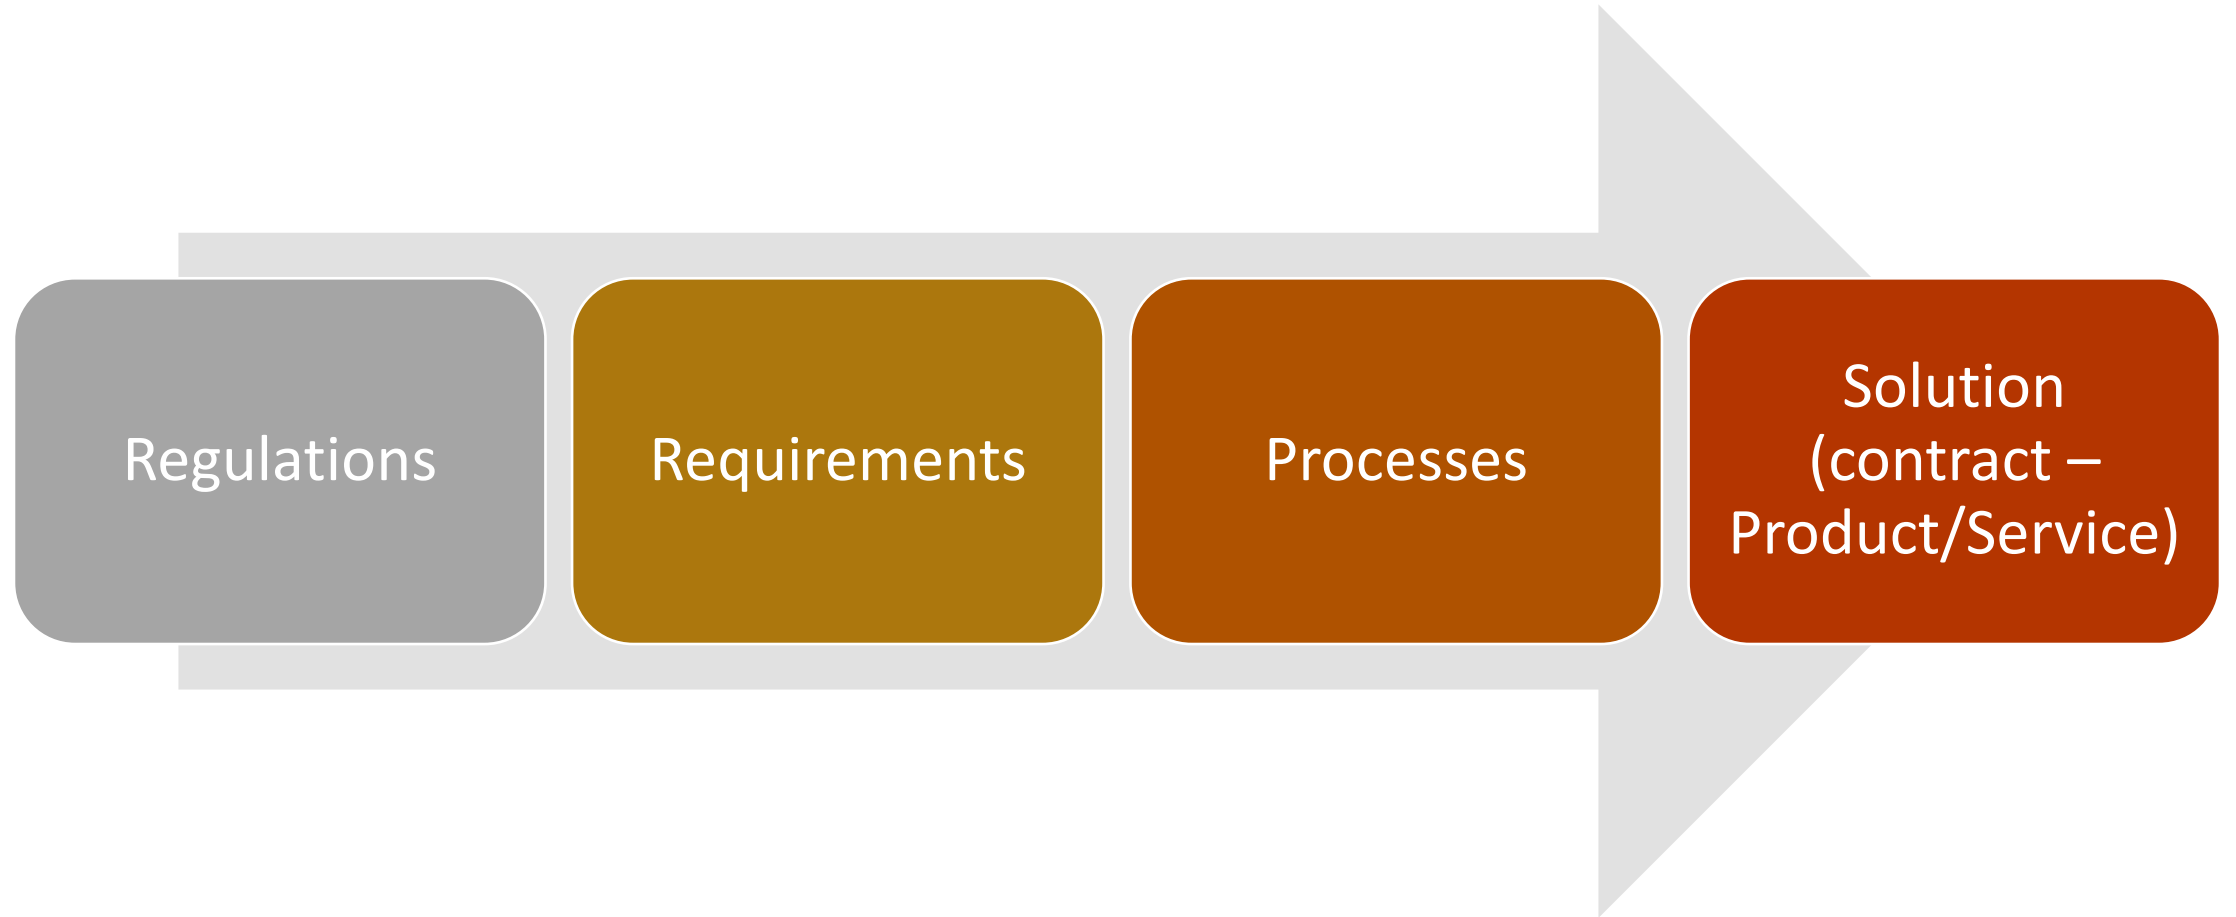 Regulations
Requirements
Processes
Solution
(contract –
Product/Service)